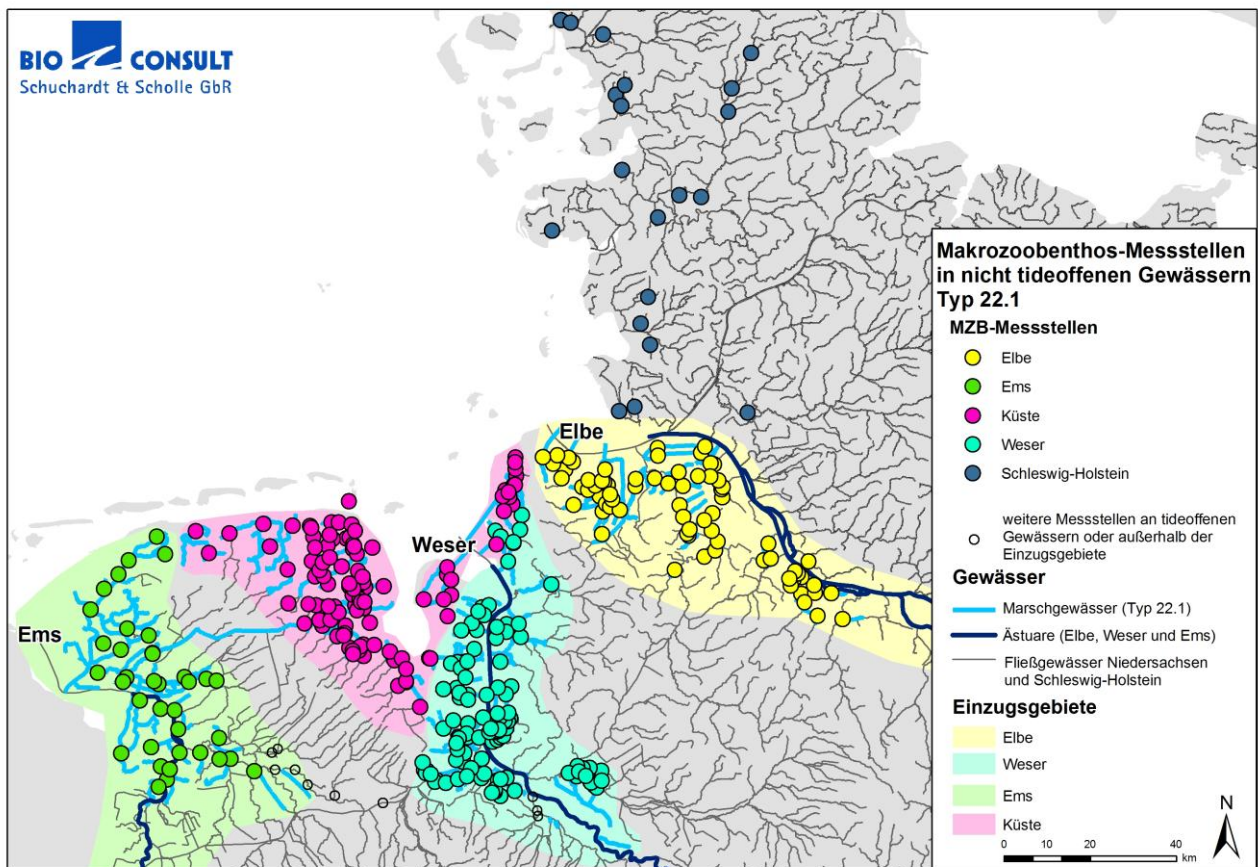 BIO CONSULT
Schuchardt & Scholle GbR
Elbe
Weser
Ems
Makrozoobenthos-Messstellen
in nicht tideoffenen Gewässern
Typ 22.1
MZB-Messstellen
Elbe
Ems
Küste
Weser
Schleswig-Holstein
weitere Messstellen an tideoffenen
Gewässern oder außerhalb der
Einzugsgebiete
Gewässer
Marschgewässer (Typ 22.1)
Ästuare (Elbe, Weser und Ems)
Fließgewässer Niedersachsen
und Schleswig-Holstein
Einzugsgebiete
Elbe
Weser
Ems
Küste
N
0 10 20 40
km